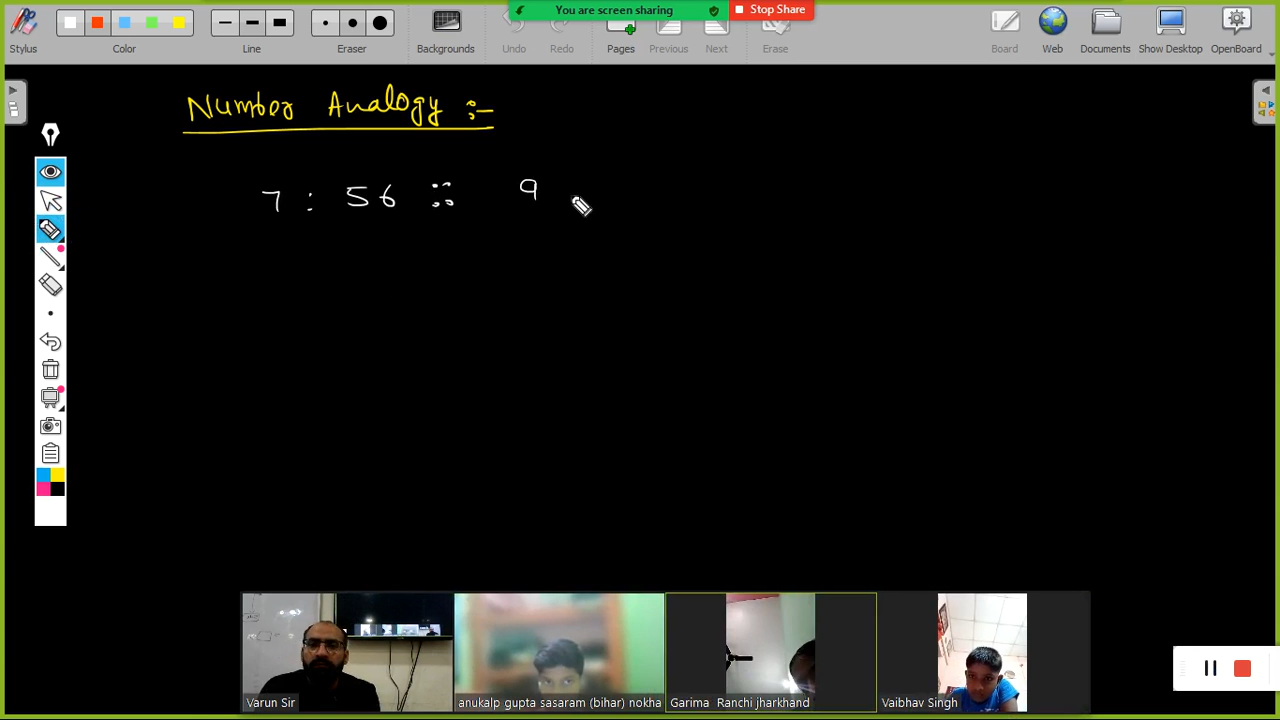 You are screen sharing
Stop Share
Stylus
Color
Line
Eraser
Backgrounds
Undo
Redo
Pages
Previous
Next
Erase
Board
Web
Documents
Show Desktop
OpenBoard
Number Analogy :-
7 : 56 :: 9
Varun Sir
anukalp gupta sasaram (bihar) nokha
Garima Ranchi jharkhand
Vaibhav Singh